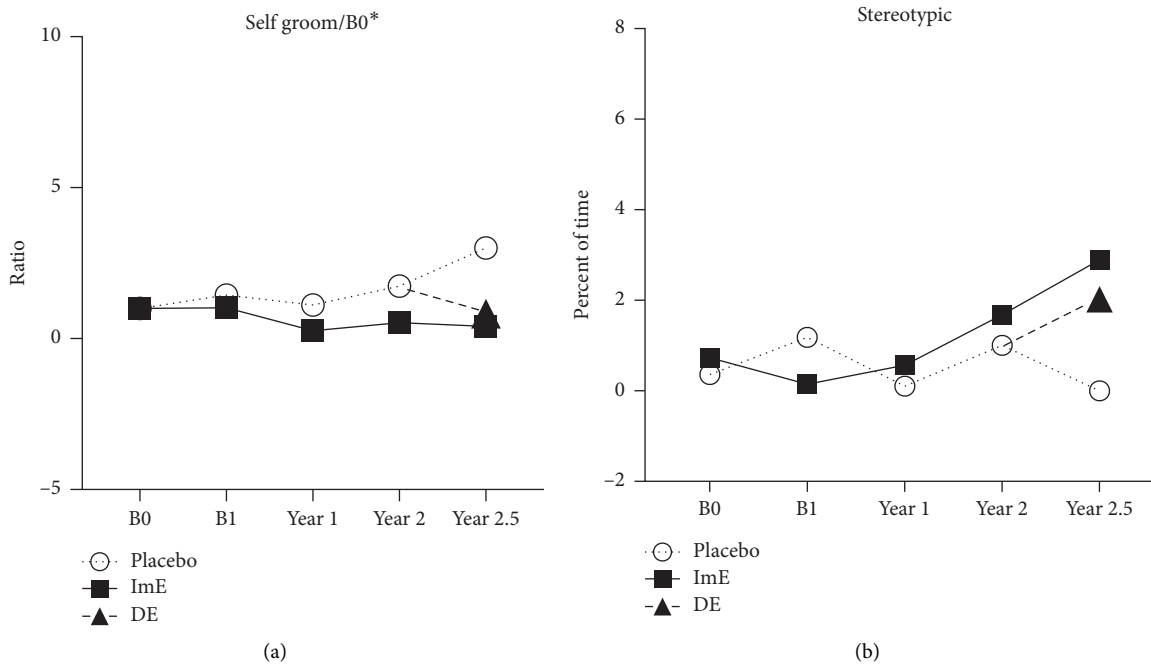 Self groom/B0*
10
5
0
−5
Ratio
B0 B1 Year 1 Year 2 Year 2.5
Placebo
ImE
DE
(a)
Stereotypic
8
6
4
2
0
−2
Percent of time
B0 B1 Year 1 Year 2 Year 2.5
Placebo
ImE
DE
(b)